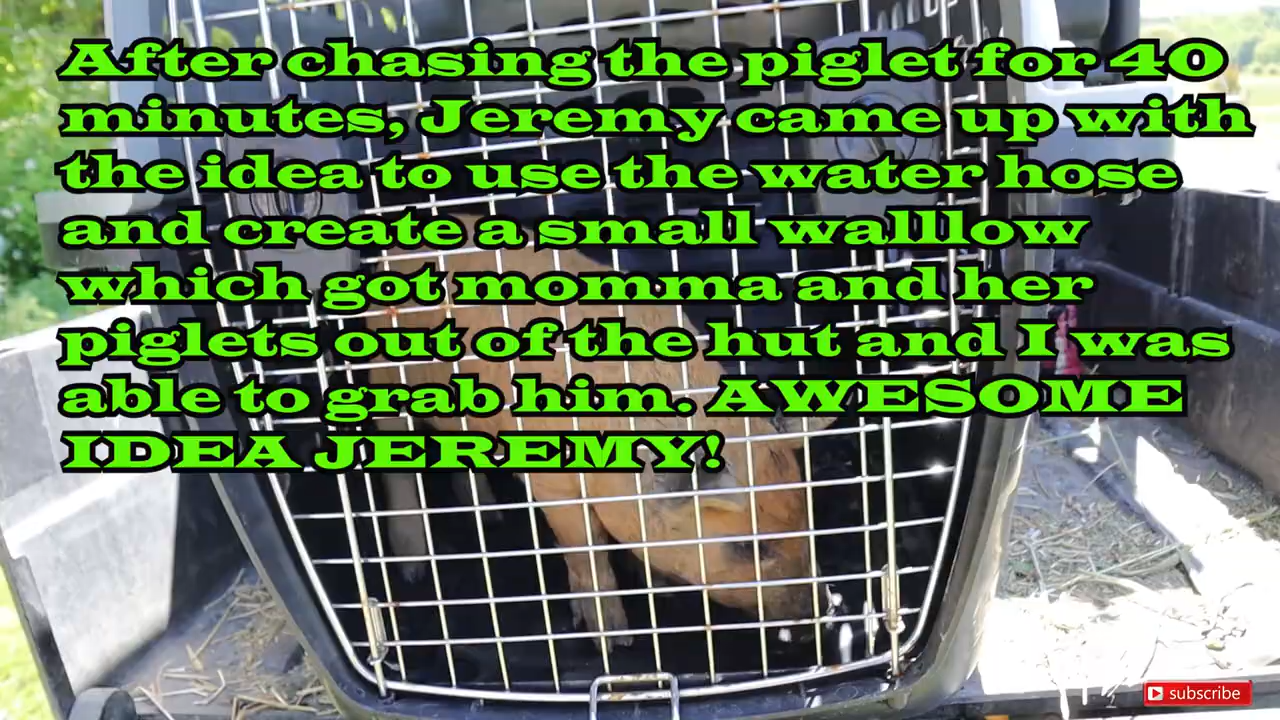 After chasing the piglet for 40
minutes, Jeremy came up with
the idea to use the water hose
and create a small walllow
which got momma and her
piglets out of the hut and I was
able to grab him. AWESOME
IDEA JEREMY!
subscribe